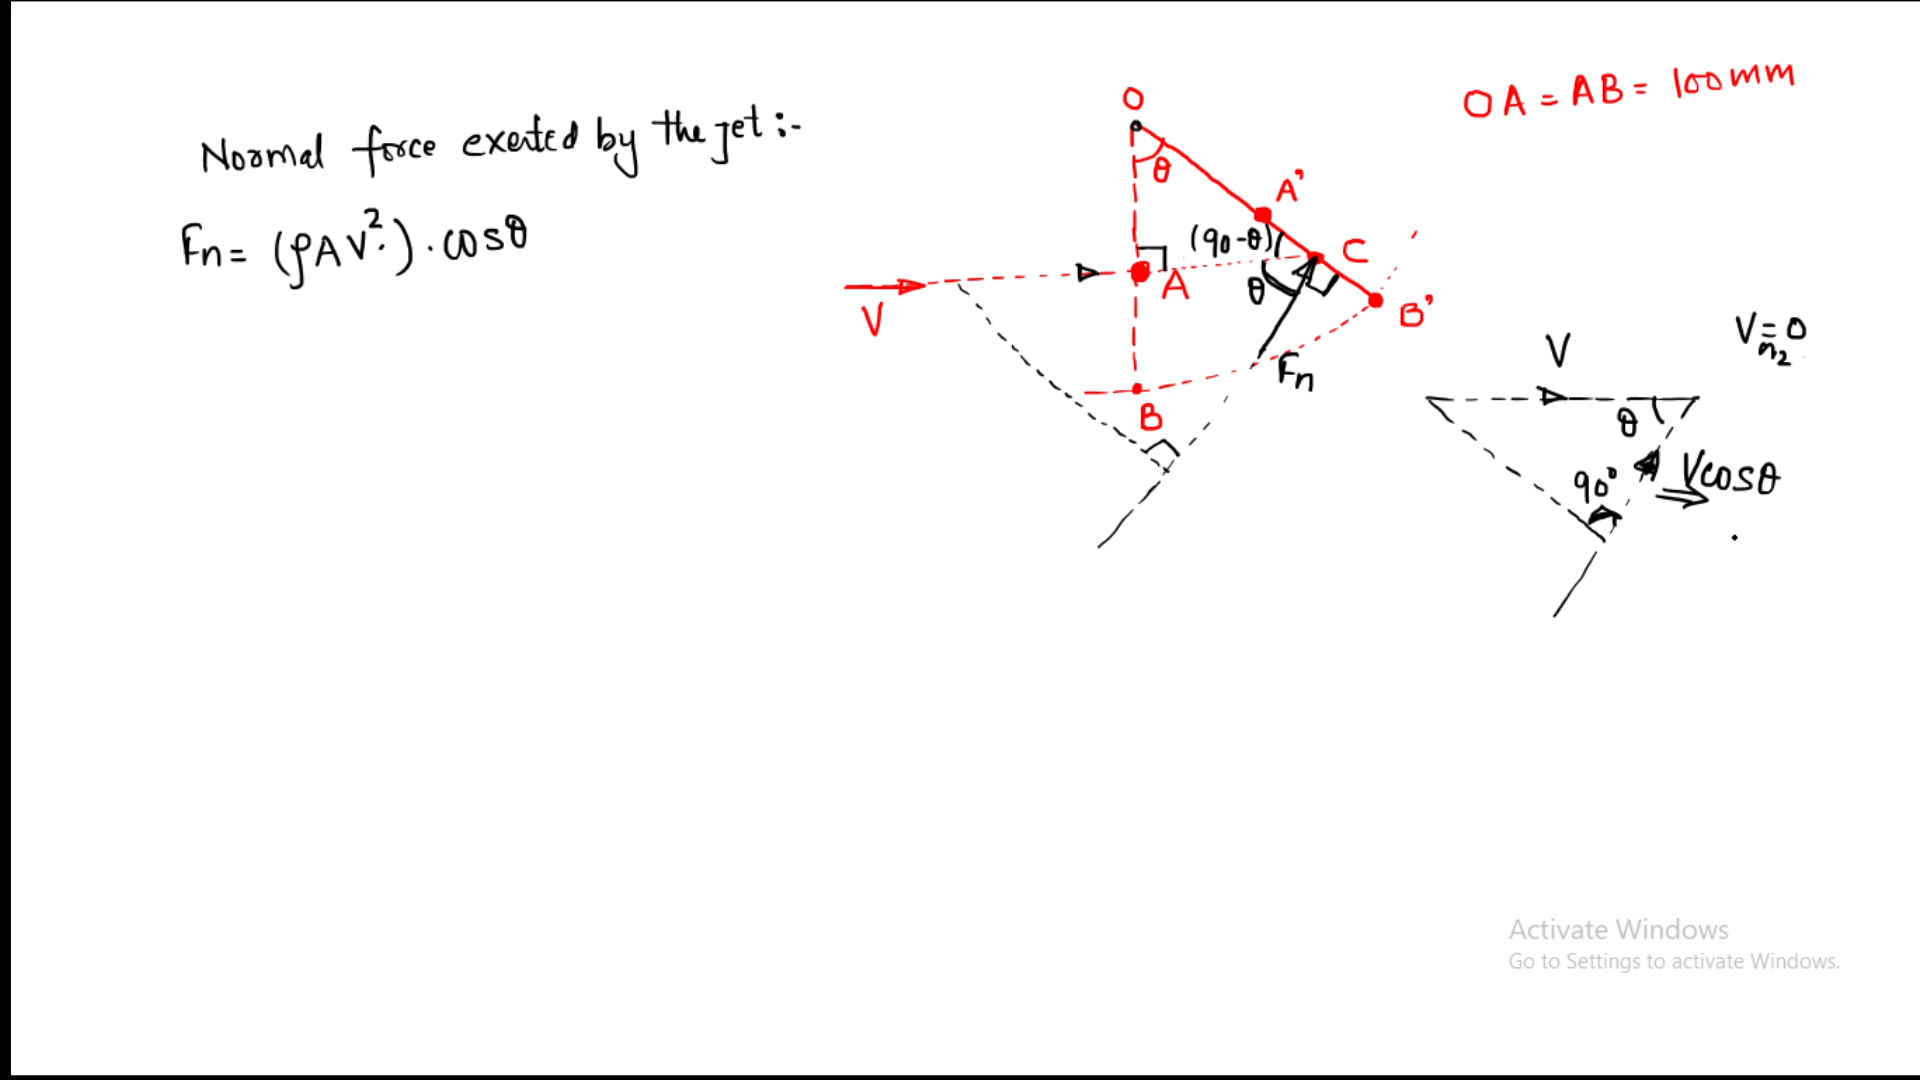 Normal force exerted by the jet :-
Fn = (ρAV²) . cosθ
OA = AB = 100mm
O
θ
A'
(90-θ)
C
A
θ
B'
V
Fn
B
V
Vn₂ = 0
θ
90°
Vcosθ
Activate Windows
Go to Settings to activate Windows.